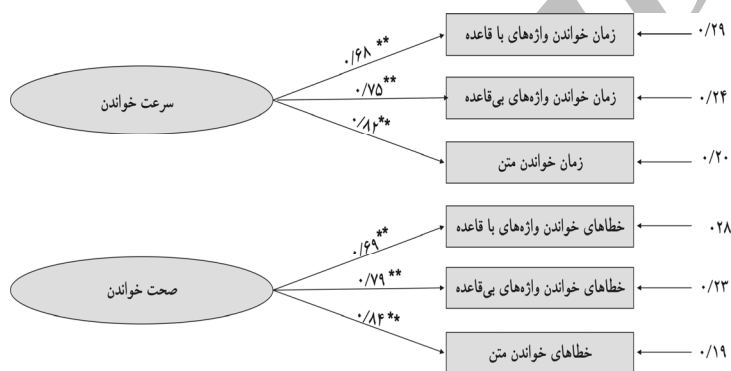 زمان خواندن واژه‌های با قاعده
۰/۲۹
۰/۶۸ **
زمان خواندن واژه‌های بی‌قاعده
۰/۲۴
۰/۷۵**
سرعت خواندن
۰/۸۲**
زمان خواندن متن
۰/۲۰
خطاهای خواندن واژه‌های با قاعده
۰۲۸
۰/۶۹**
خطاهای خواندن واژه‌های بی‌قاعده
۰/۲۳
۰/۷۹ **
صحت خواندن
۰/۸۴**
خطاهای خواندن متن
۰/۱۹